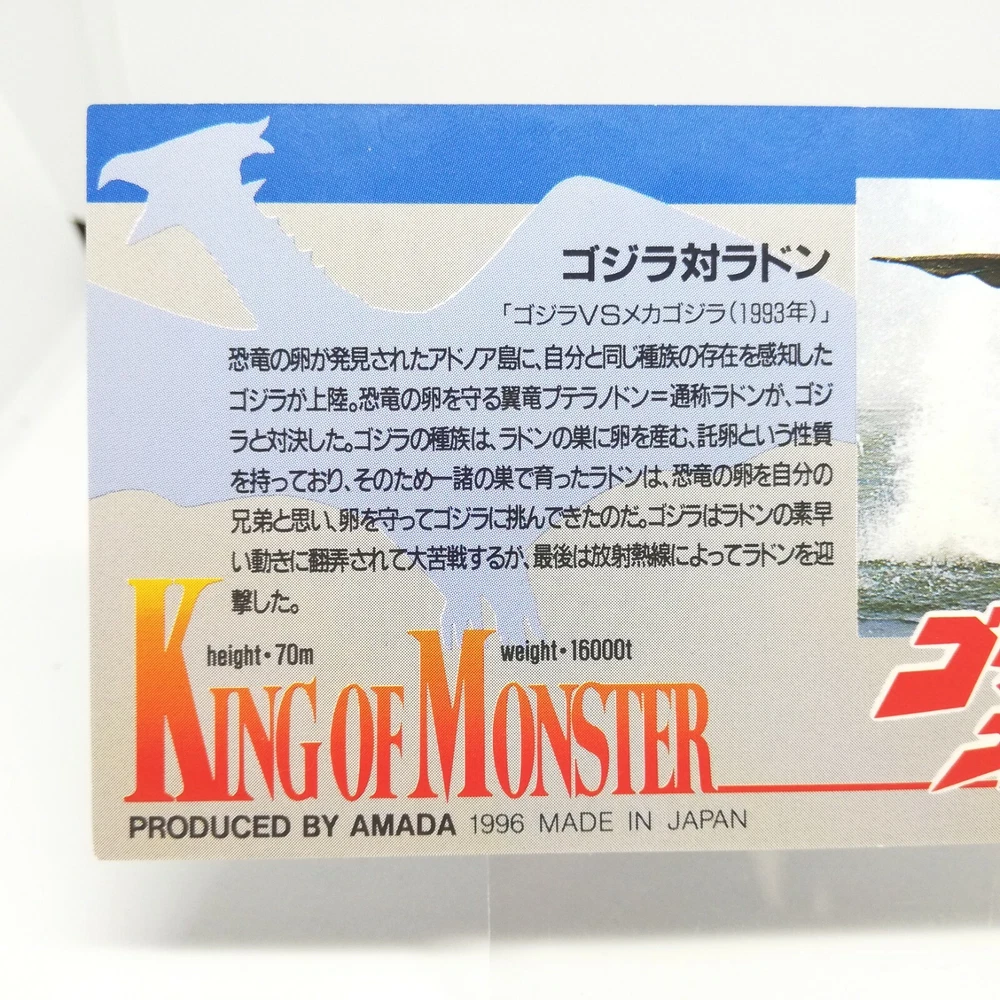 ゴジラ対ラドン
「ゴジラVSメカゴジラ(1993年)」
恐竜の卵が発見されたアドノア島に、自分と同じ種族の存在を感知した
ゴジラが上陸。恐竜の卵を守る翼竜プテラノドン=通称ラドンが、ゴジ
ラと対決した。ゴジラの種族は、ラドンの巣に卵を産む、託卵という性質
を持っており、そのため一諸の巣で育ったラドンは、恐竜の卵を自分の
兄弟と思い、卵を守ってゴジラに挑んできたのだ。ゴジラはラドンの素早
い動きに翻弄されて大苦戦するが、最後は放射熱線によってラドンを迎
撃した。
height・70m weight・16000t
KING OF MONSTER
PRODUCED BY AMADA 1996 MADE IN JAPAN